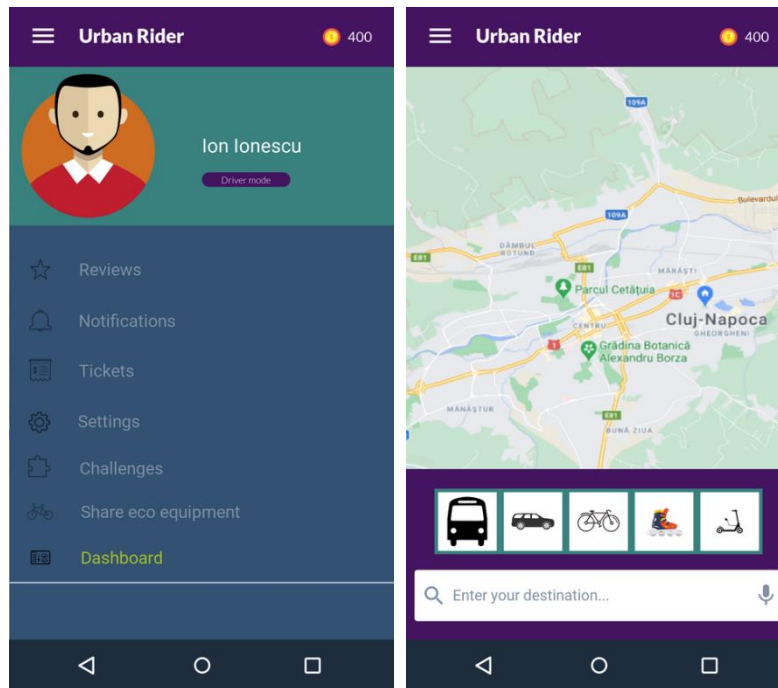 Urban Rider
400
Ion Ionescu
Driver mode
Reviews
Notifications
Tickets
Settings
Challenges
Share eco equipment
Dashboard
Urban Rider
400
109A
Bulevardul
109A
DÂMBUL
ROTUND
E81
E81
MĂRĂȘTI
Parcul Cetățuia
1C
Cluj-Napoca
CENTRU
GHEORGHENI
1
Grădina Botanică
Alexandru Borza
MĂNĂȘTUR
E81
BUNĂ ZIUA
Enter your destination...